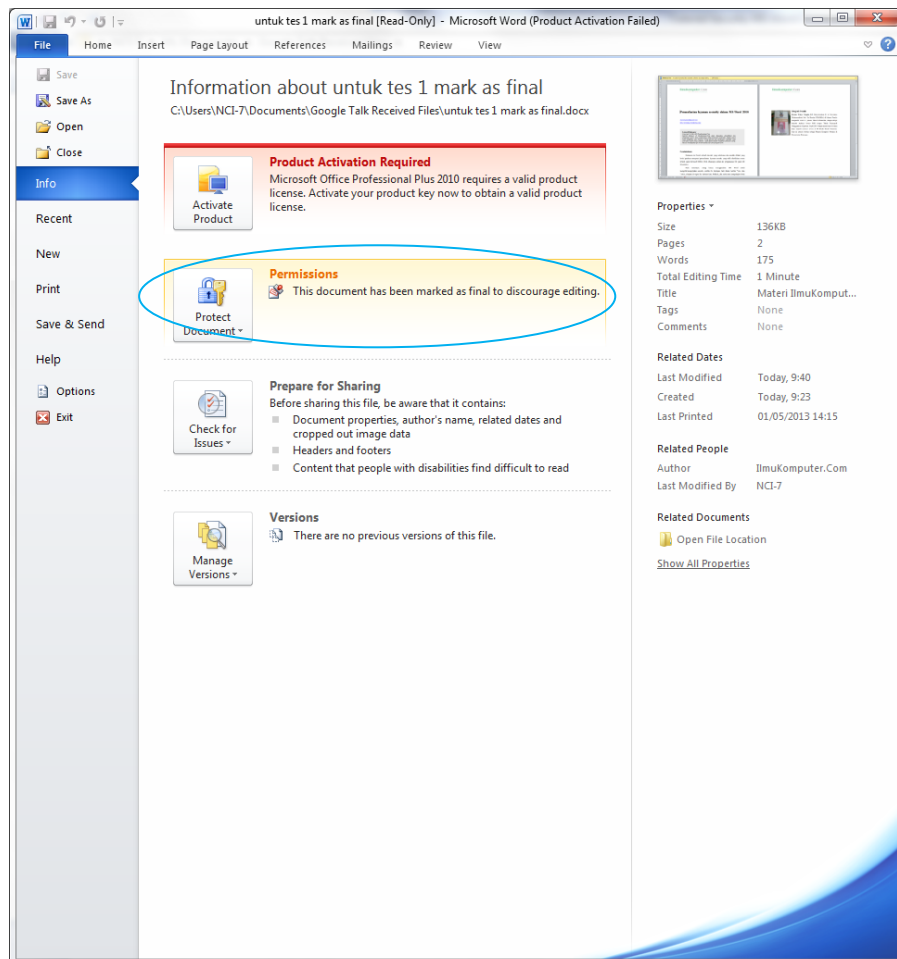 untuk tes 1 mark as final [Read-Only] - Microsoft Word (Product Activation Failed)
File Home Insert Page Layout References Mailings Review View
Save
Save As
Open
Close
Info
Recent
New
Print
Save & Send
Help
Options
Exit
Information about untuk tes 1 mark as final
C:\Users\NCI-7\Documents\Google Talk Received Files\untuk tes 1 mark as final.docx
Activate
Product
Product Activation Required
Microsoft Office Professional Plus 2010 requires a valid product
license. Activate your product key now to obtain a valid product
license.
Protect
Document
Permissions
This document has been marked as final to discourage editing.
Check for
Issues
Prepare for Sharing
Before sharing this file, be aware that it contains:
Document properties, author's name, related dates and
cropped out image data
Headers and footers
Content that people with disabilities find difficult to read
Manage
Versions
Versions
There are no previous versions of this file.
Properties
Size 136KB
Pages 2
Words 175
Total Editing Time 1 Minute
Title Materi IlmuKomput...
Tags None
Comments None
Related Dates
Last Modified Today, 9:40
Created Today, 9:23
Last Printed 01/05/2013 14:15
Related People
Author IlmuKomputer.Com
Last Modified By NCI-7
Related Documents
Open File Location
Show All Properties